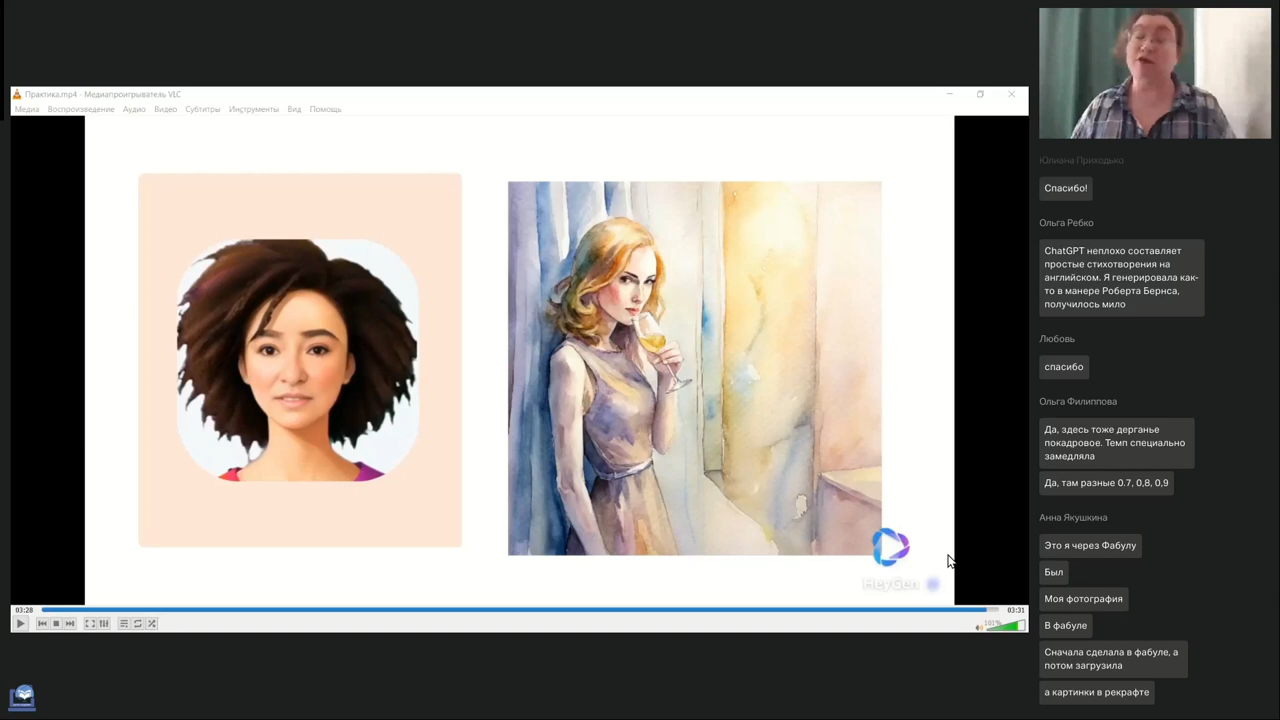 Практика.mp4 - Медиапроигрыватель VLC
Медиа Воспроизведение Аудио Видео Субтитры Инструменты Вид Помощь
HeyGen
03:28
03:31
101%
Юлиана Приходько
Спасибо!
Ольга Ребко
ChatGPT неплохо составляет
простые стихотворения на
английском. Я генерировала как-
то в манере Роберта Бернса,
получилось мило
Любовь
спасибо
Ольга Филиппова
Да, здесь тоже дерганье
покадровое. Темп специально
замедляла
Да, там разные 0.7, 0,8, 0,9
Анна Якушкина
Это я через Фабулу
Был
Моя фотография
В фабуле
Сначала сделала в фабуле, а
потом загрузила
а картинки в рекрафте